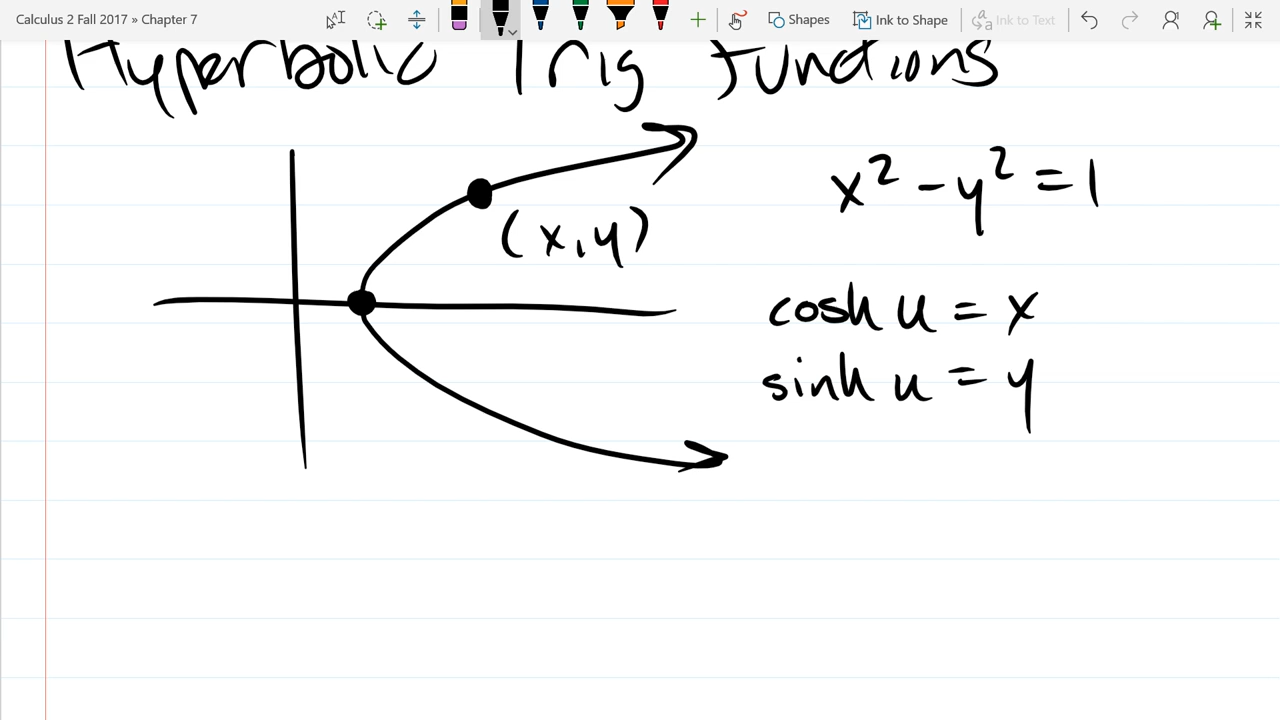 Calculus 2 Fall 2017 » Chapter 7
Shapes
Ink to Shape
Ink to Text
Hyperbolic Trig Functions
x² - y² = 1
(x, y)
cosh u = x
sinh u = y